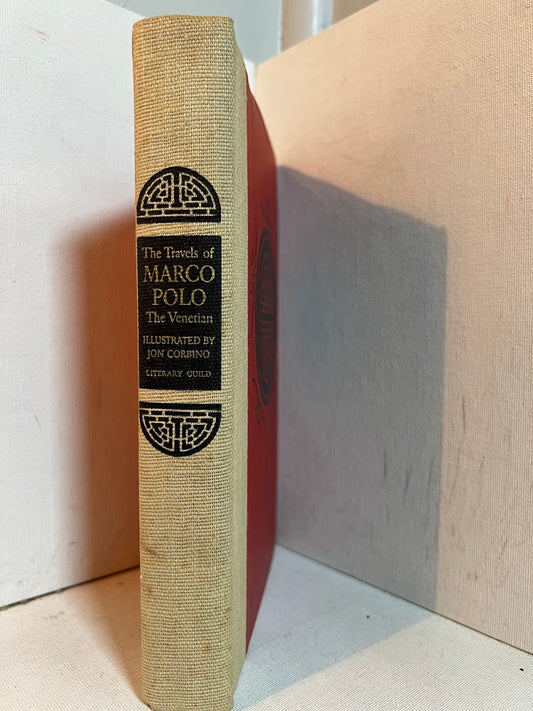 The Travels of
MARCO
POLO
The Venetian
ILLUSTRATED BY
JON CORBINO
LITERARY GUILD